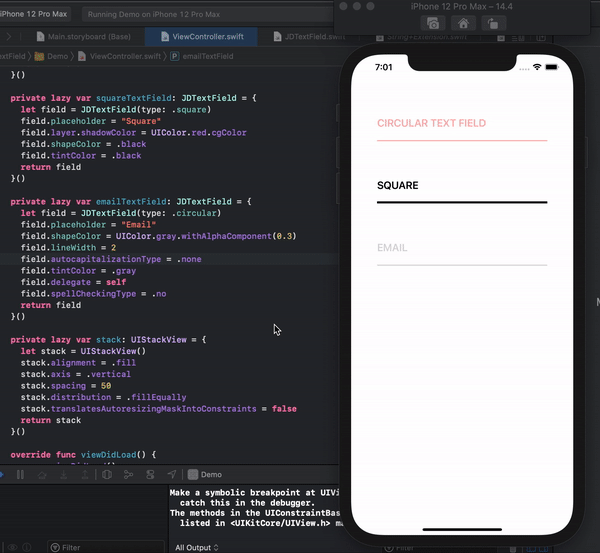 iPhone 12 Pro Max
Running Demo on iPhone 12 Pro Max
iPhone 12 Pro Max – 14.4
Main.storyboard (Base)
ViewController.swift
JDTextField.swift
String+Extension.swift
Demo
ViewController.swift
emailTextField
}()
private lazy var squareTextField: JDTextField = {
let field = JDTextField(type: .square)
field.placeholder = "Square"
field.layer.shadowColor = UIColor.red.cgColor
field.shapeColor = .black
field.tintColor = .black
return field
}()
private lazy var emailTextField: JDTextField = {
let field = JDTextField(type: .circular)
field.placeholder = "Email"
field.shapeColor = UIColor.gray.withAlphaComponent(0.3)
field.lineWidth = 2
field.autocapitalizationType = .none
field.tintColor = .gray
field.delegate = self
field.spellCheckingType = .no
return field
}()
private lazy var stack: UIStackView = {
let stack = UIStackView()
stack.alignment = .fill
stack.axis = .vertical
stack.spacing = 50
stack.distribution = .fillEqually
stack.translatesAutoresizingMaskIntoConstraints = false
return stack
}()
override func viewDidLoad() {
Demo
Make a symbolic breakpoint at UIVi
catch this in the debugger.
The methods in the UIConstraintBas
listed in <UIKitCore/UIView.h> m
Filter
All Output
Filter
7:01
CIRCULAR TEXT FIELD
SQUARE
EMAIL